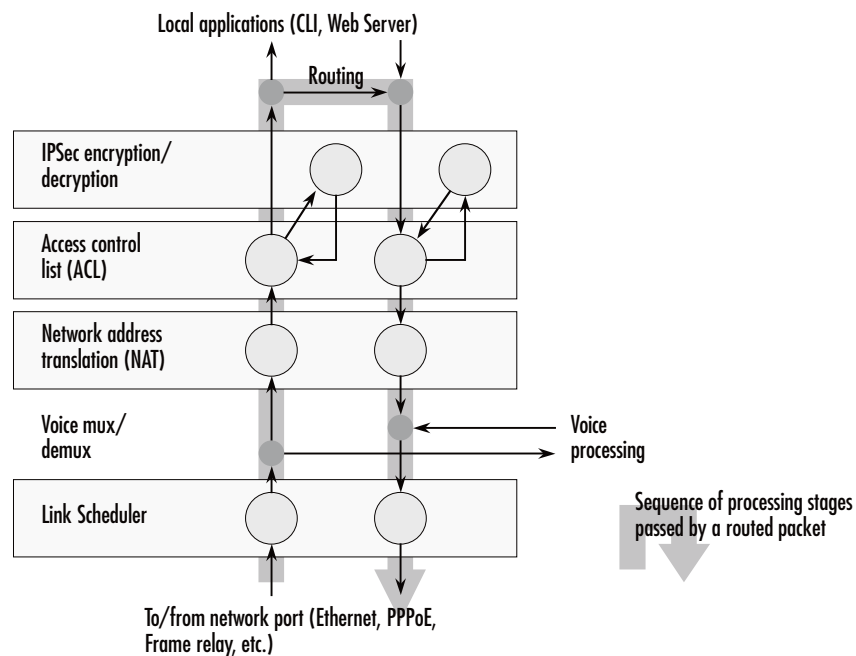 Local applications (CLI, Web Server)
Routing
IPSec encryption/
decryption
Access control
list (ACL)
Network address
translation (NAT)
Voice mux/
demux
Voice
processing
Link Scheduler
Sequence of processing stages
passed by a routed packet
To/from network port (Ethernet, PPPoE,
Frame relay, etc.)